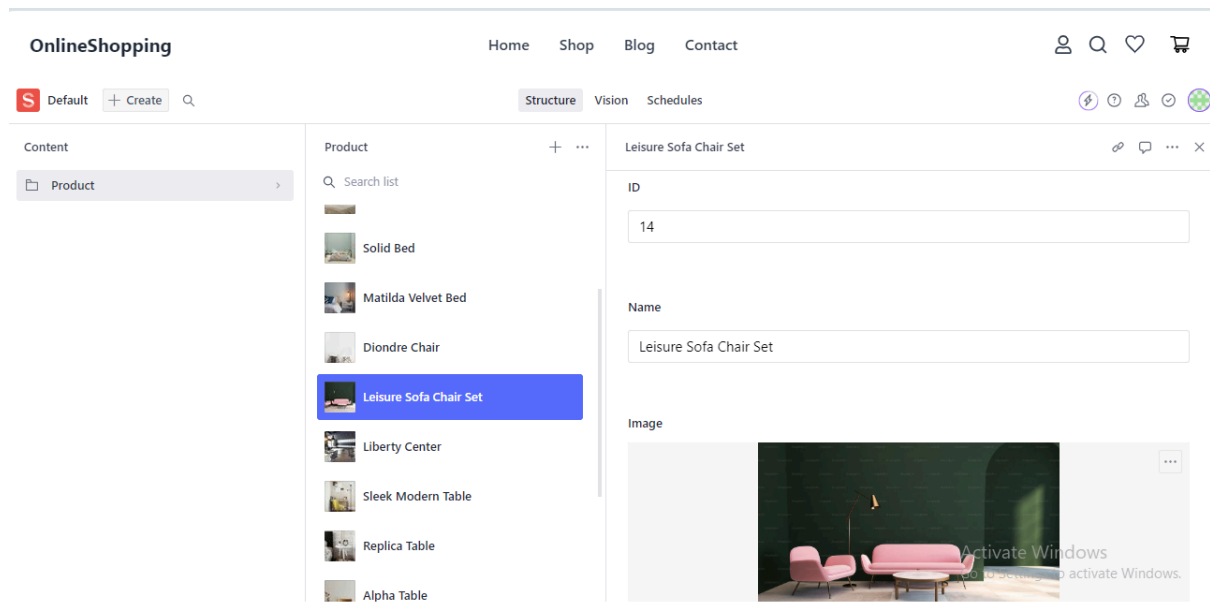 OnlineShopping
Home Shop Blog Contact
S Default + Create
Structure Vision Schedules
Content
Product
Product
Search list
Solid Bed
Matilda Velvet Bed
Diondre Chair
Leisure Sofa Chair Set
Liberty Center
Sleek Modern Table
Replica Table
Alpha Table
Leisure Sofa Chair Set
ID
14
Name
Leisure Sofa Chair Set
Image
Activate Windows
Go to Settings to activate Windows.